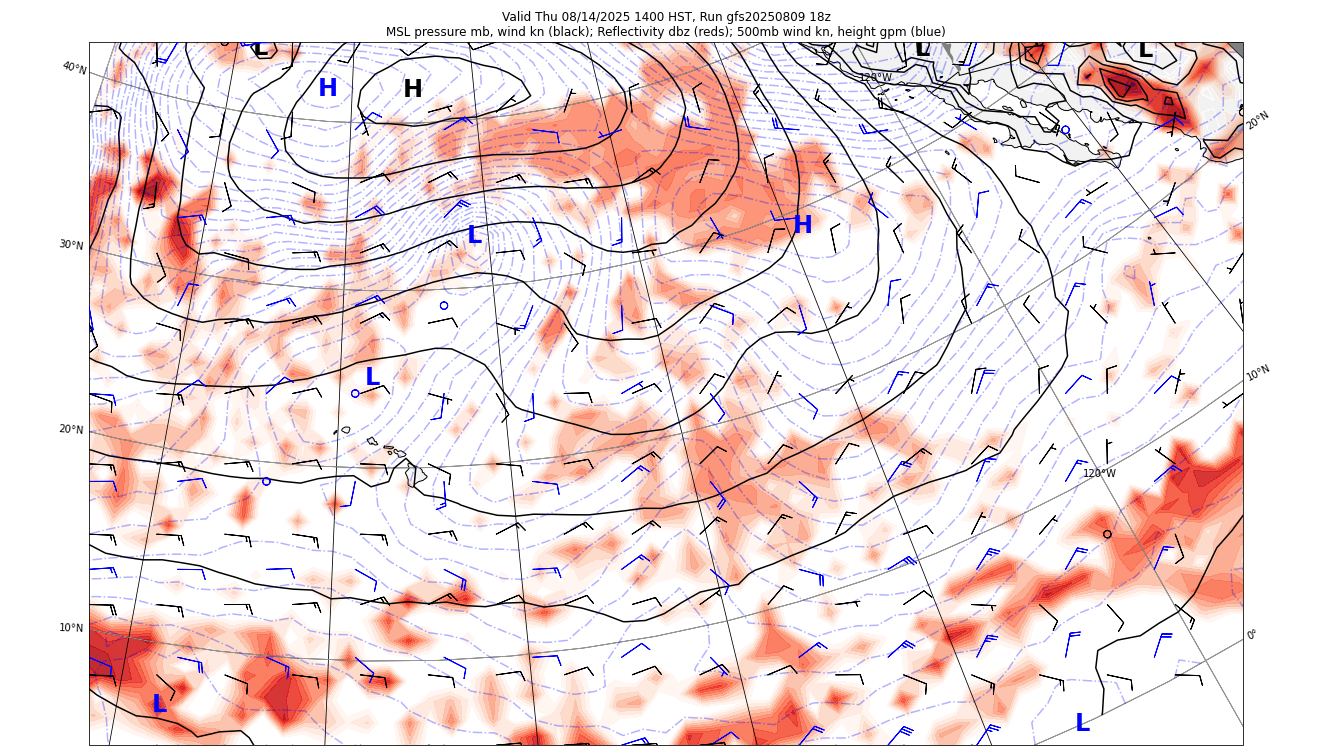 Valid Thu 08/14/2025 1400 HST, Run gfs20250809 18z
MSL pressure mb, wind kn (black); Reflectivity dbz (reds); 500mb wind kn, height gpm (blue)
L
L
L
40°N
H
H
120°W
20°N
30°N
L
H
L
10°N
20°N
120°W
10°N
0°
L
L